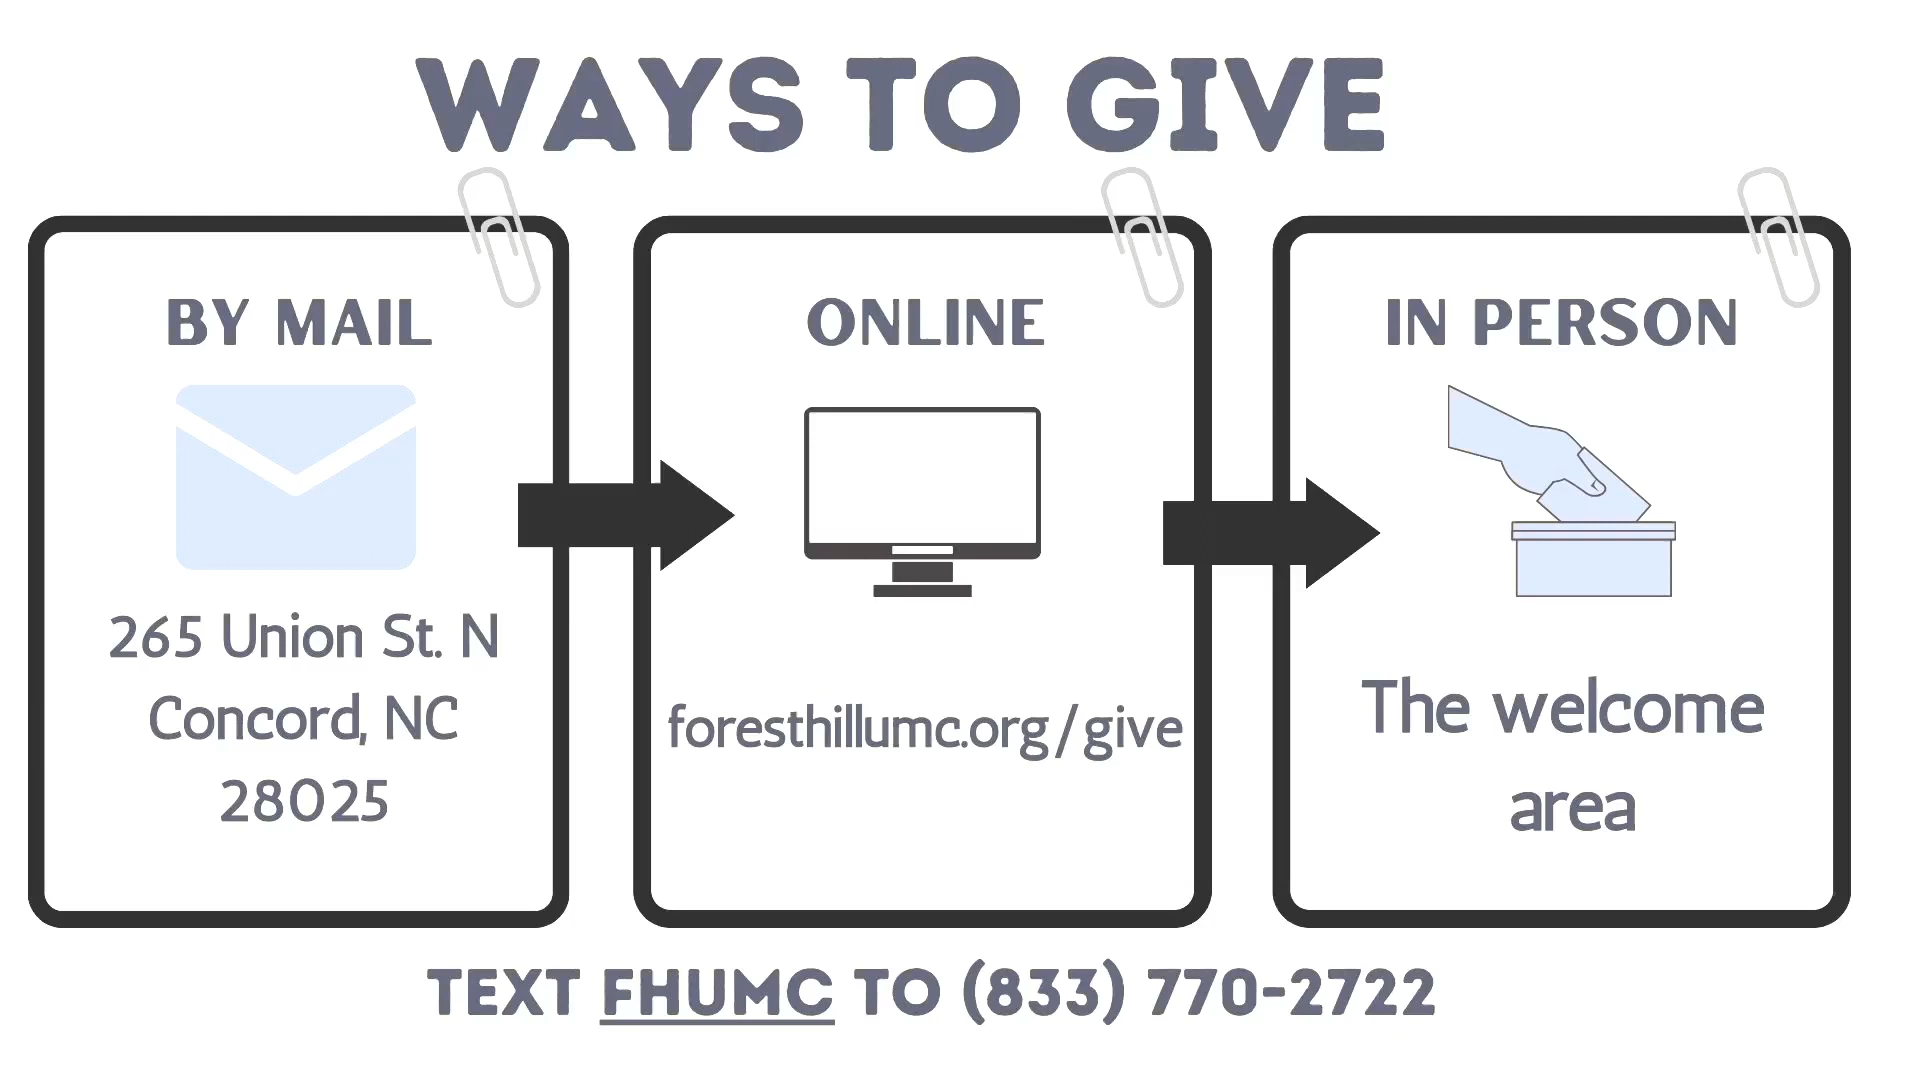 WAYS TO GIVE
BY MAIL
265 Union St. N
Concord, NC
28025
ONLINE
foresthillumc.org/give
IN PERSON
The welcome
area
TEXT FHUMC TO (833) 770-2722